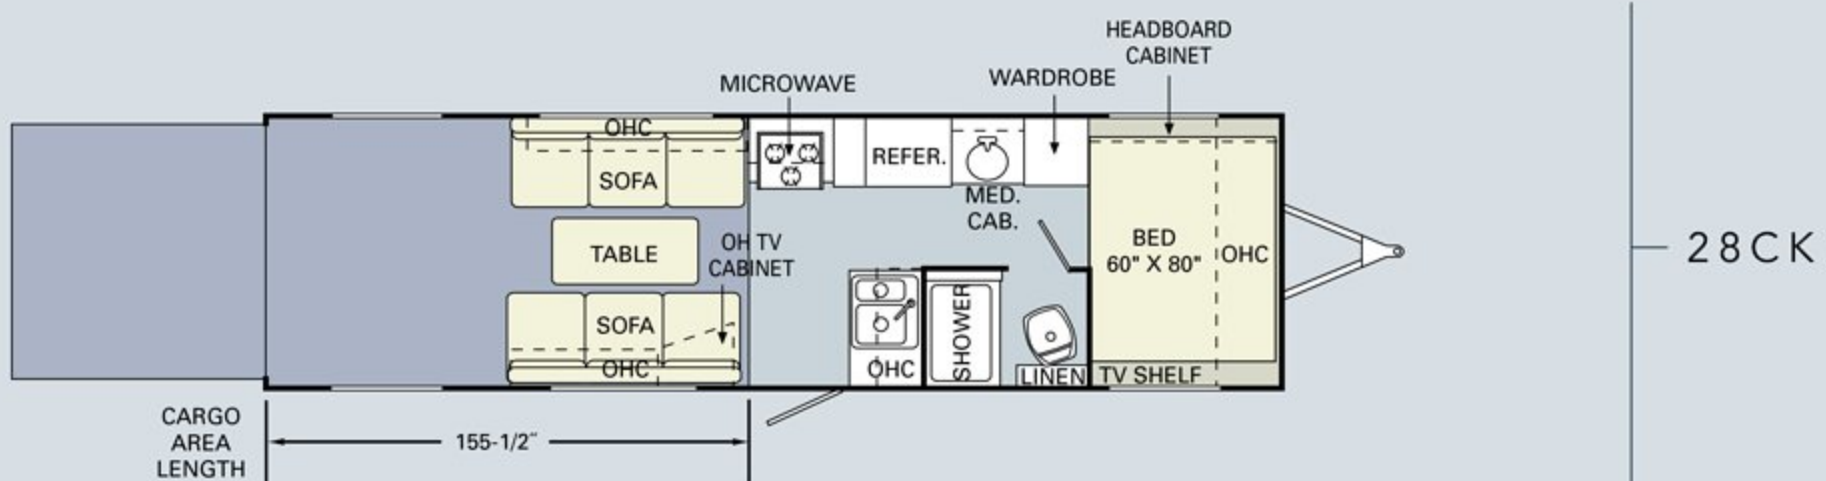 HEADBOARD
CABINET
MICROWAVE
WARDROBE
OHC
SOFA
REFER.
MED.
CAB.
TABLE
OH TV
CABINET
BED
60" X 80"
OHC
28CK
SOFA
OHC
OHC
SHOWER
LINEN
TV SHELF
CARGO
AREA
LENGTH
155-1/2"